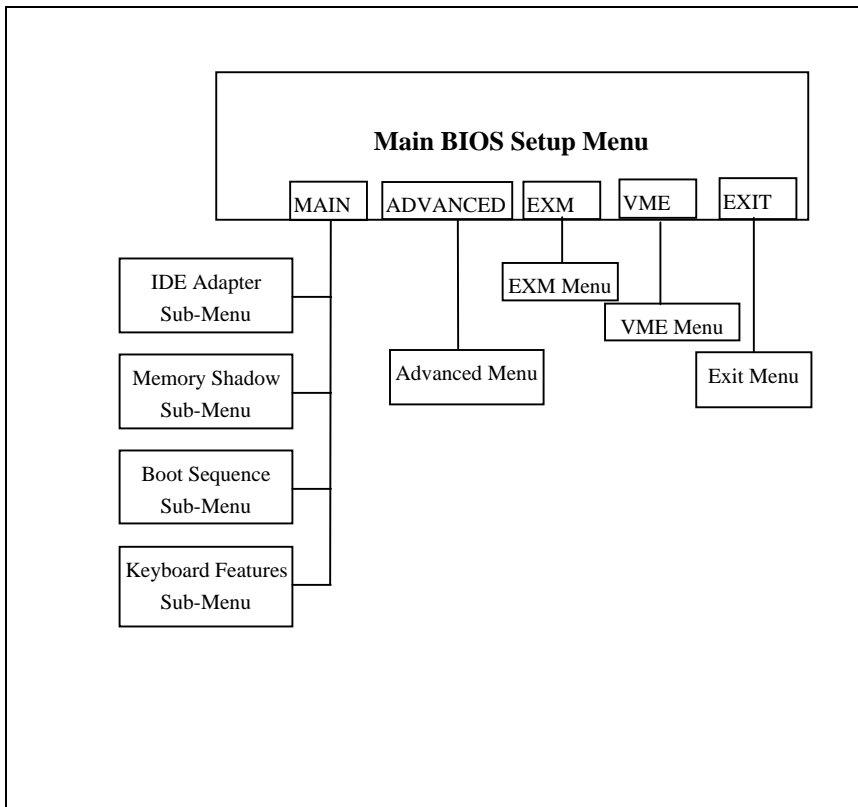 Main BIOS Setup Menu
MAIN
ADVANCED
EXM
VME
EXIT
IDE Adapter
Sub-Menu
EXM Menu
VME Menu
Memory Shadow
Sub-Menu
Advanced Menu
Exit Menu
Boot Sequence
Sub-Menu
Keyboard Features
Sub-Menu